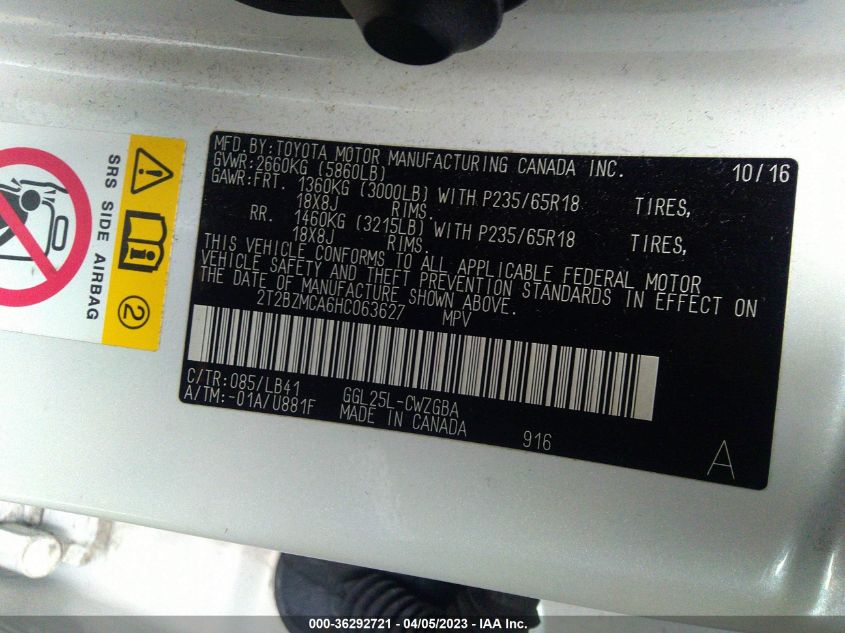 MFD.BY:TOYOTA MOTOR MANUFACTURING CANADA INC. 10/16
GVWR:2660KG (5860LB)
GAWR:FRT. 1360KG (3000LB) WITH P235/65R18 TIRES,
18X8J RIMS.
RR. 1460KG (3215LB) WITH P235/65R18 TIRES,
18X8J RIMS.
THIS VEHICLE CONFORMS TO ALL APPLICABLE FEDERAL MOTOR
VEHICLE SAFETY AND THEFT PREVENTION STANDARDS IN EFFECT ON
THE DATE OF MANUFACTURE SHOWN ABOVE.
2T2BZMCA6HC063627 MPV
C/TR:085/LB41 GGL25L-CWZGBA
A/TM:-01A/U881F MADE IN CANADA 916
A
SRS SIDE AIRBAG
2
000-36292721 - 04/05/2023 - IAA Inc.